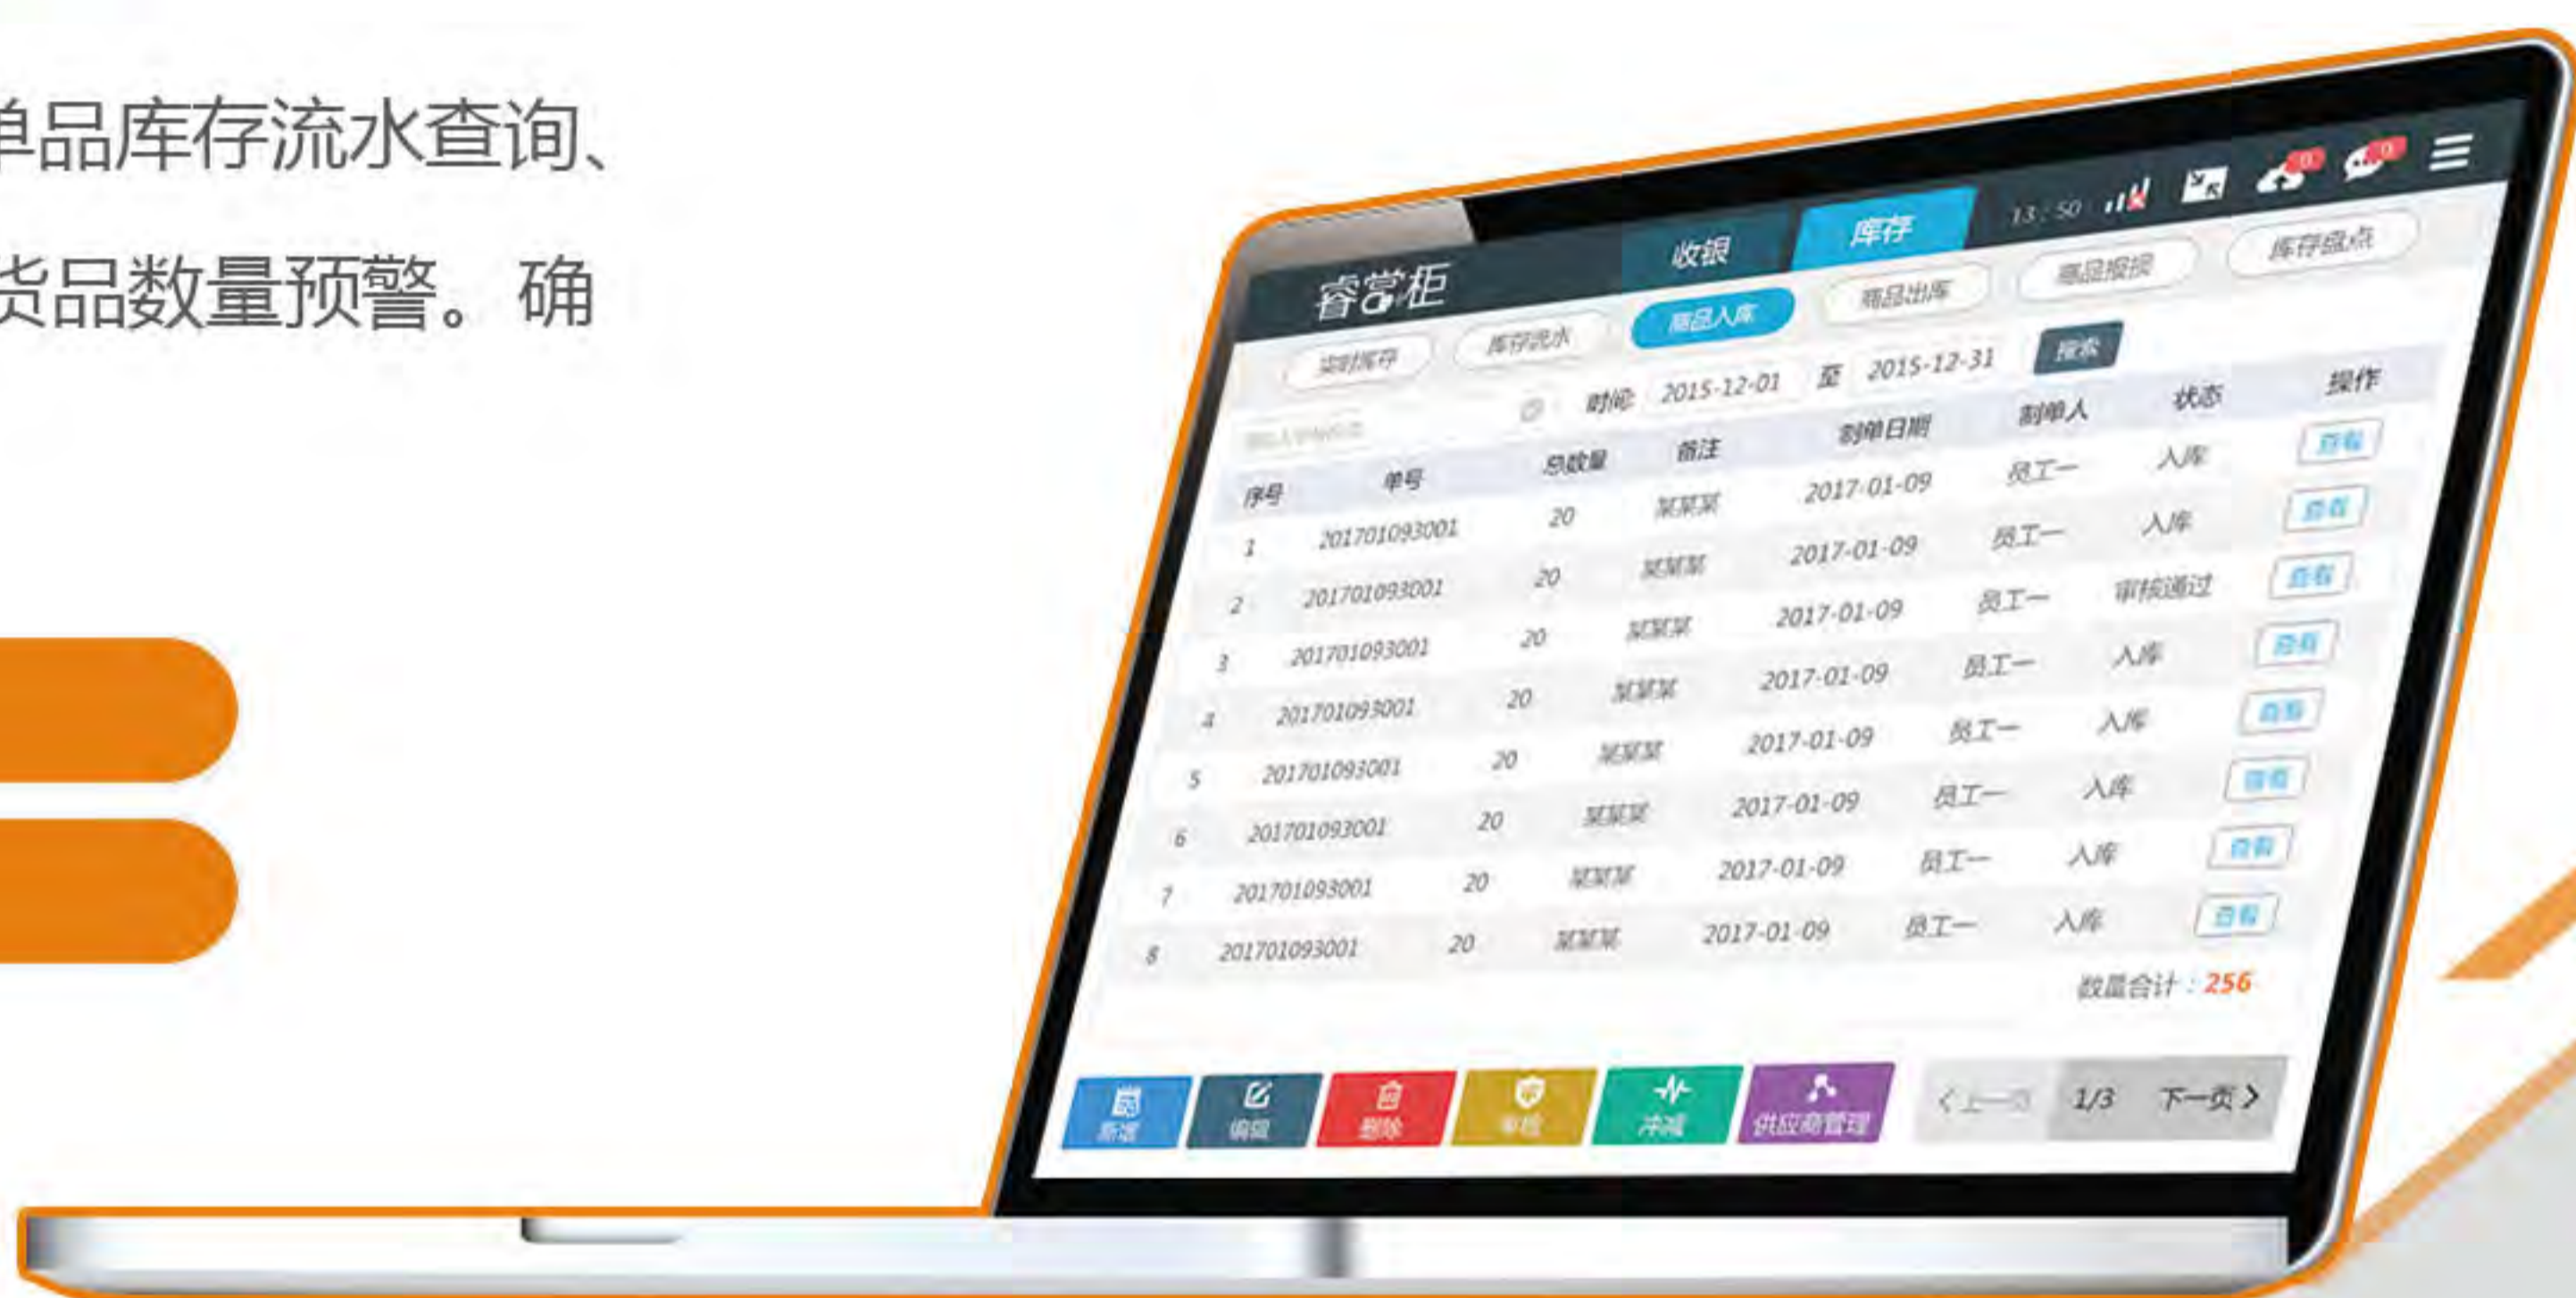 单品库存流水查询、
货品数量预警。确
睿掌柜 收银 库存 13:50 0 0
实时库存 库存流水 商品入库 商品出库 商品报损 库存盘点
时间: 2015-12-01 至 2015-12-31 搜索
序号 单号 总数量 备注 制单日期 制单人 状态 操作
1 201701093001 20 某某某 2017-01-09 员工一 入库 查看
2 201701093001 20 某某某 2017-01-09 员工一 入库 查看
3 201701093001 20 某某某 2017-01-09 员工一 审核通过 查看
4 201701093001 20 某某某 2017-01-09 员工一 入库 查看
5 201701093001 20 某某某 2017-01-09 员工一 入库 查看
6 201701093001 20 某某某 2017-01-09 员工一 入库 查看
7 201701093001 20 某某某 2017-01-09 员工一 入库 查看
8 201701093001 20 某某某 2017-01-09 员工一 入库 查看
数量合计：256
新增 编辑 删除 审核 冲减 供应商管理 上一页 1/3 下一页